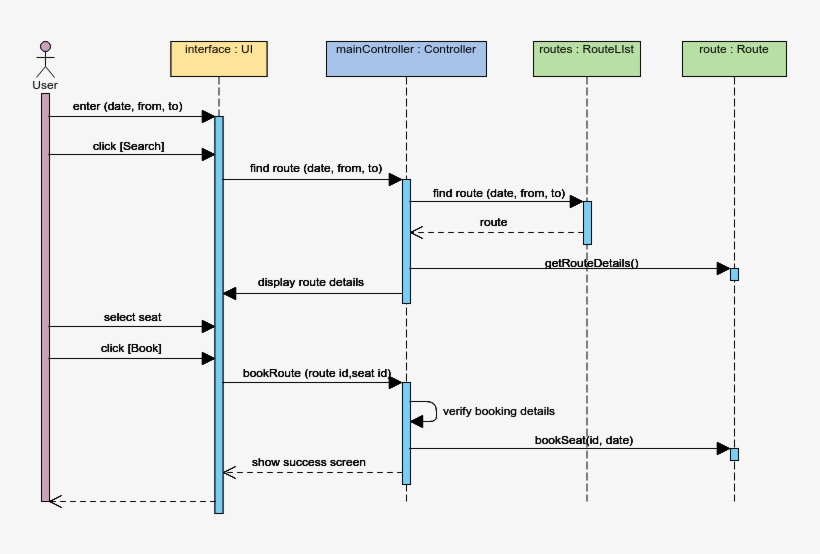 interface : UI
mainController : Controller
routes : RouteLIst
route : Route
User
enter (date, from, to)
click [Search]
find route (date, from, to)
find route (date, from, to)
route
getRouteDetails()
display route details
select seat
click [Book]
bookRoute (route id,seat id)
verify booking details
bookSeat(id, date)
show success screen